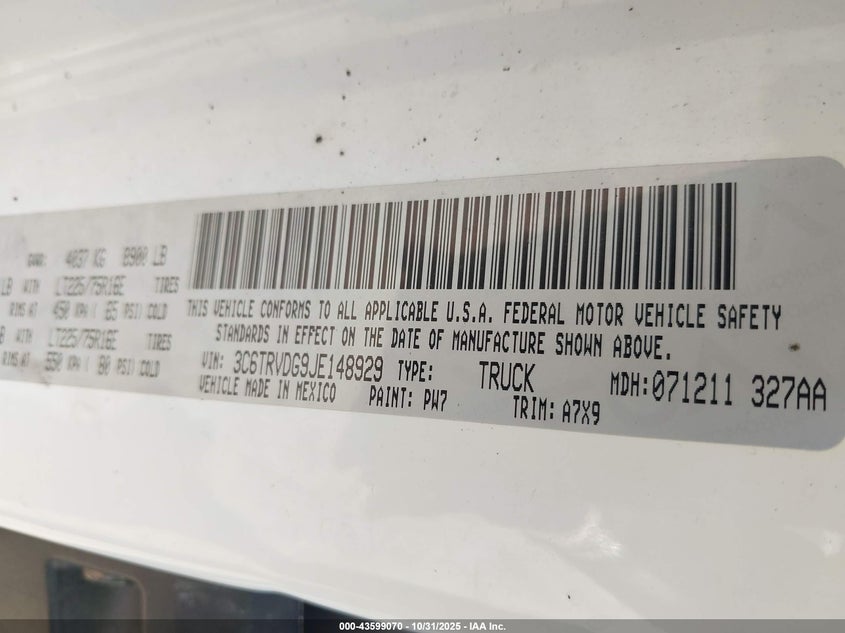 GVWR: 4037 KG 8900 LB
LB WITH LT225/75R16E TIRES
RIMS AT 450 KPA ( 65 PSI) COLD
B WITH LT225/75R16E TIRES
RIMS AT 550 KPA ( 80 PSI) COLD
THIS VEHICLE CONFORMS TO ALL APPLICABLE U.S.A. FEDERAL MOTOR VEHICLE SAFETY
STANDARDS IN EFFECT ON THE DATE OF MANUFACTURE SHOWN ABOVE.
VIN: 3C6TRVDG9JE148929 TYPE: TRUCK MDH:071211 327AA
VEHICLE MADE IN MEXICO PAINT: PW7 TRIM: A7X9
000-43599070 - 10/31/2025 - IAA Inc.